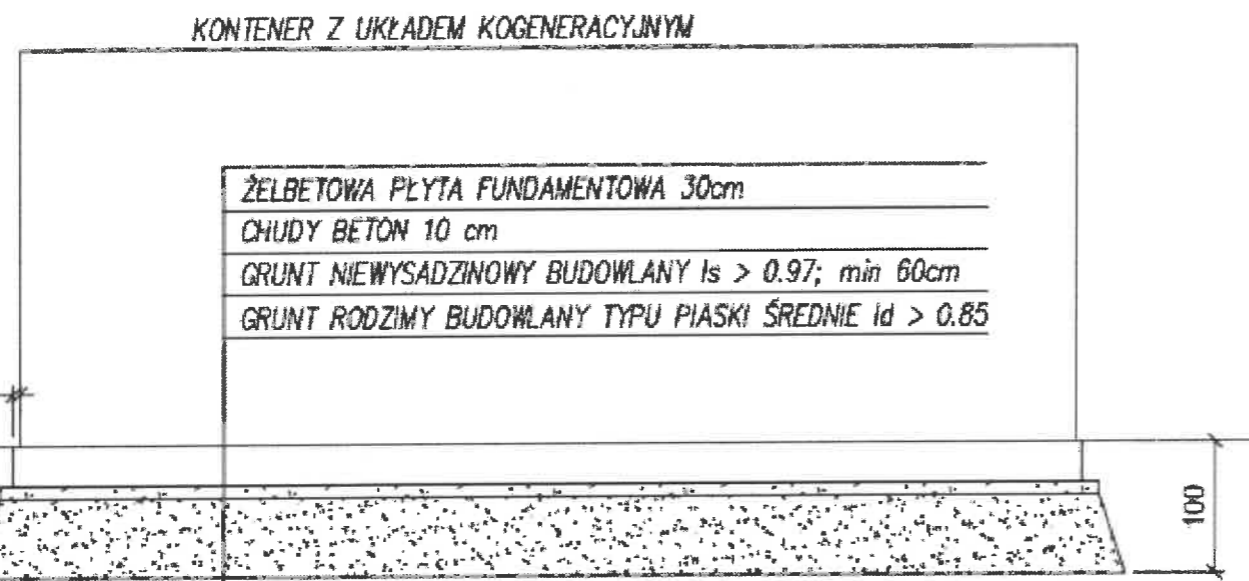 KONTENER Z UKŁADEM KOGENERACYJNYM
ŻELBETOWA PŁYTA FUNDAMENTOWA 30cm
CHUDY BETON 10 cm
GRUNT NIEWYSADZINOWY BUDOWLANY Is > 0.97; min 60cm
GRUNT RODZIMY BUDOWLANY TYPU PIASKI ŚREDNIE Id > 0.85
100